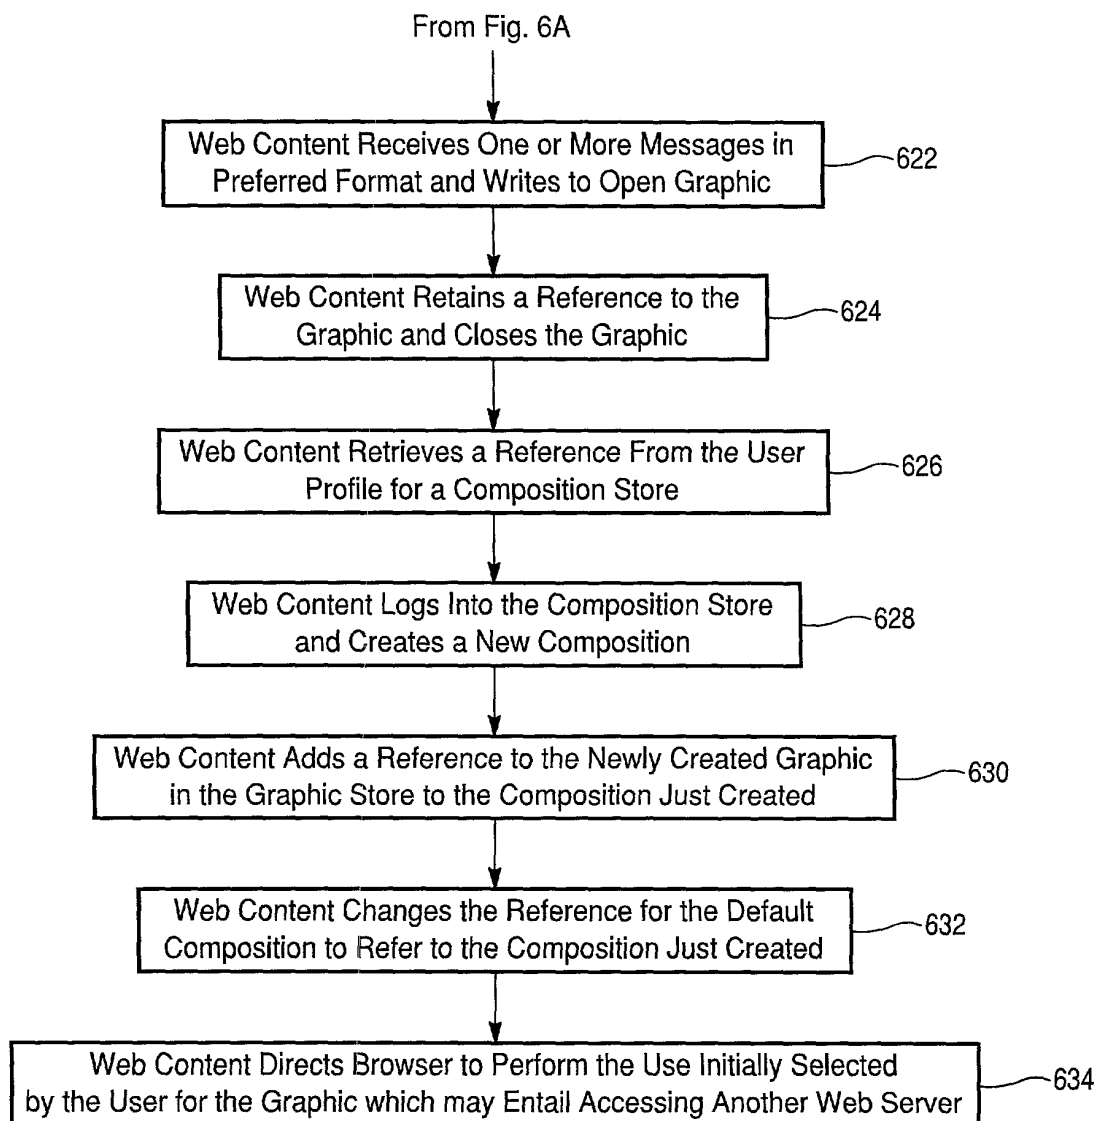 From Fig. 6A
Web Content Receives One or More Messages in
Preferred Format and Writes to Open Graphic
622
Web Content Retains a Reference to the
Graphic and Closes the Graphic
624
Web Content Retrieves a Reference From the User
Profile for a Composition Store
626
Web Content Logs Into the Composition Store
and Creates a New Composition
628
Web Content Adds a Reference to the Newly Created Graphic
in the Graphic Store to the Composition Just Created
630
Web Content Changes the Reference for the Default
Composition to Refer to the Composition Just Created
632
Web Content Directs Browser to Perform the Use Initially Selected
by the User for the Graphic which may Entail Accessing Another Web Server
634